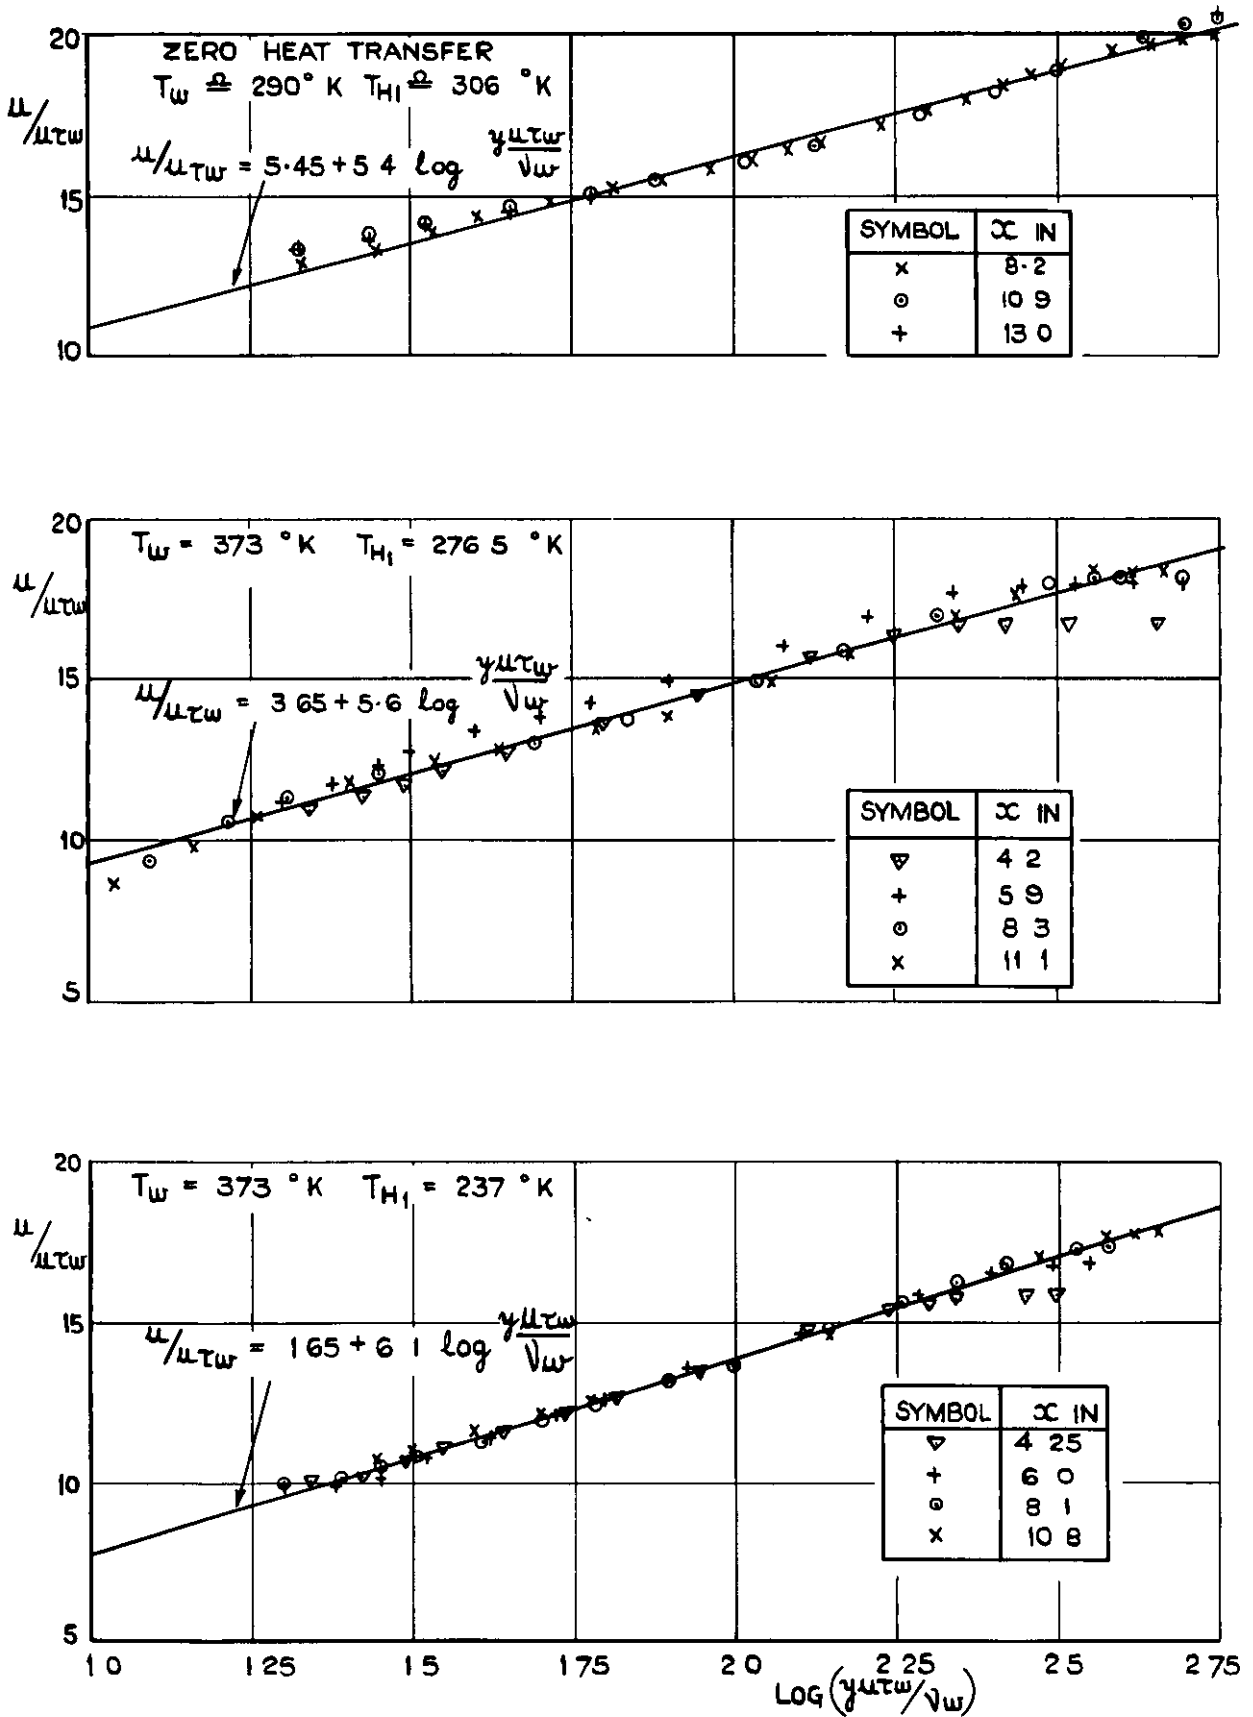 20
ZERO HEAT TRANSFER
Tw ≏ 290° K TH1 ≏ 306 °K
u/uτw
u/uτw = 5·45 + 5 4 log yuτw/νw
15
10
SYMBOL x IN
× 8·2
⊙ 10 9
+ 13 0
20
Tw = 373 °K TH1 = 276 5 °K
u/uτw
15
u/uτw = 3 65 + 5·6 log yuτw/νw
10
5
SYMBOL x IN
▽ 4 2
+ 5 9
⊙ 8 3
× 11 1
20
Tw = 373 °K TH1 = 237 °K
u/uτw
15
u/uτw = 1 65 + 6 1 log yuτw/νw
10
5
SYMBOL x IN
▽ 4 25
+ 6 0
⊙ 8 1
× 10 8
1 0 1 25 1 5 1 75 2 0 2 25 2 5 2 75
LOG (yuτw/νw)